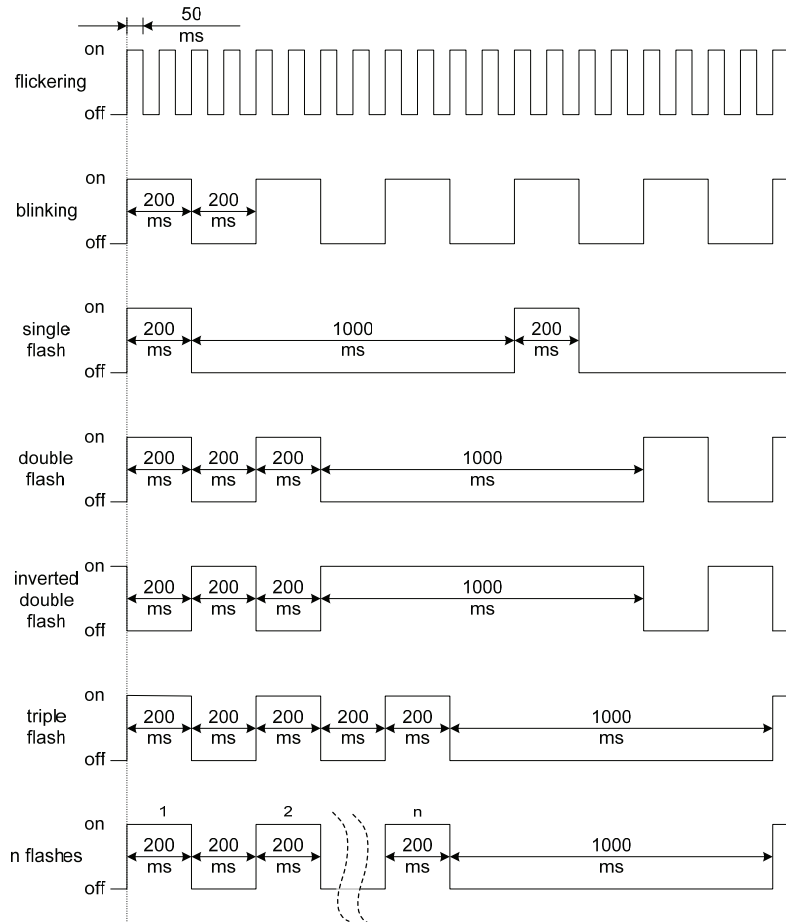 50
ms
on
flickering
off
on
200 200
blinking
ms ms
off
on
200 1000 200
single
flash
ms ms ms
off
on
200 200 200 1000
double
flash
ms ms ms ms
off
on
200 200 200 1000
inverted
double
flash
ms ms ms ms
off
on
200 200 200 200 200 1000
triple
flash
ms ms ms ms ms ms
off
1 2 n
on
200 200 200 200 1000
n flashes
ms ms ms ms ms
off